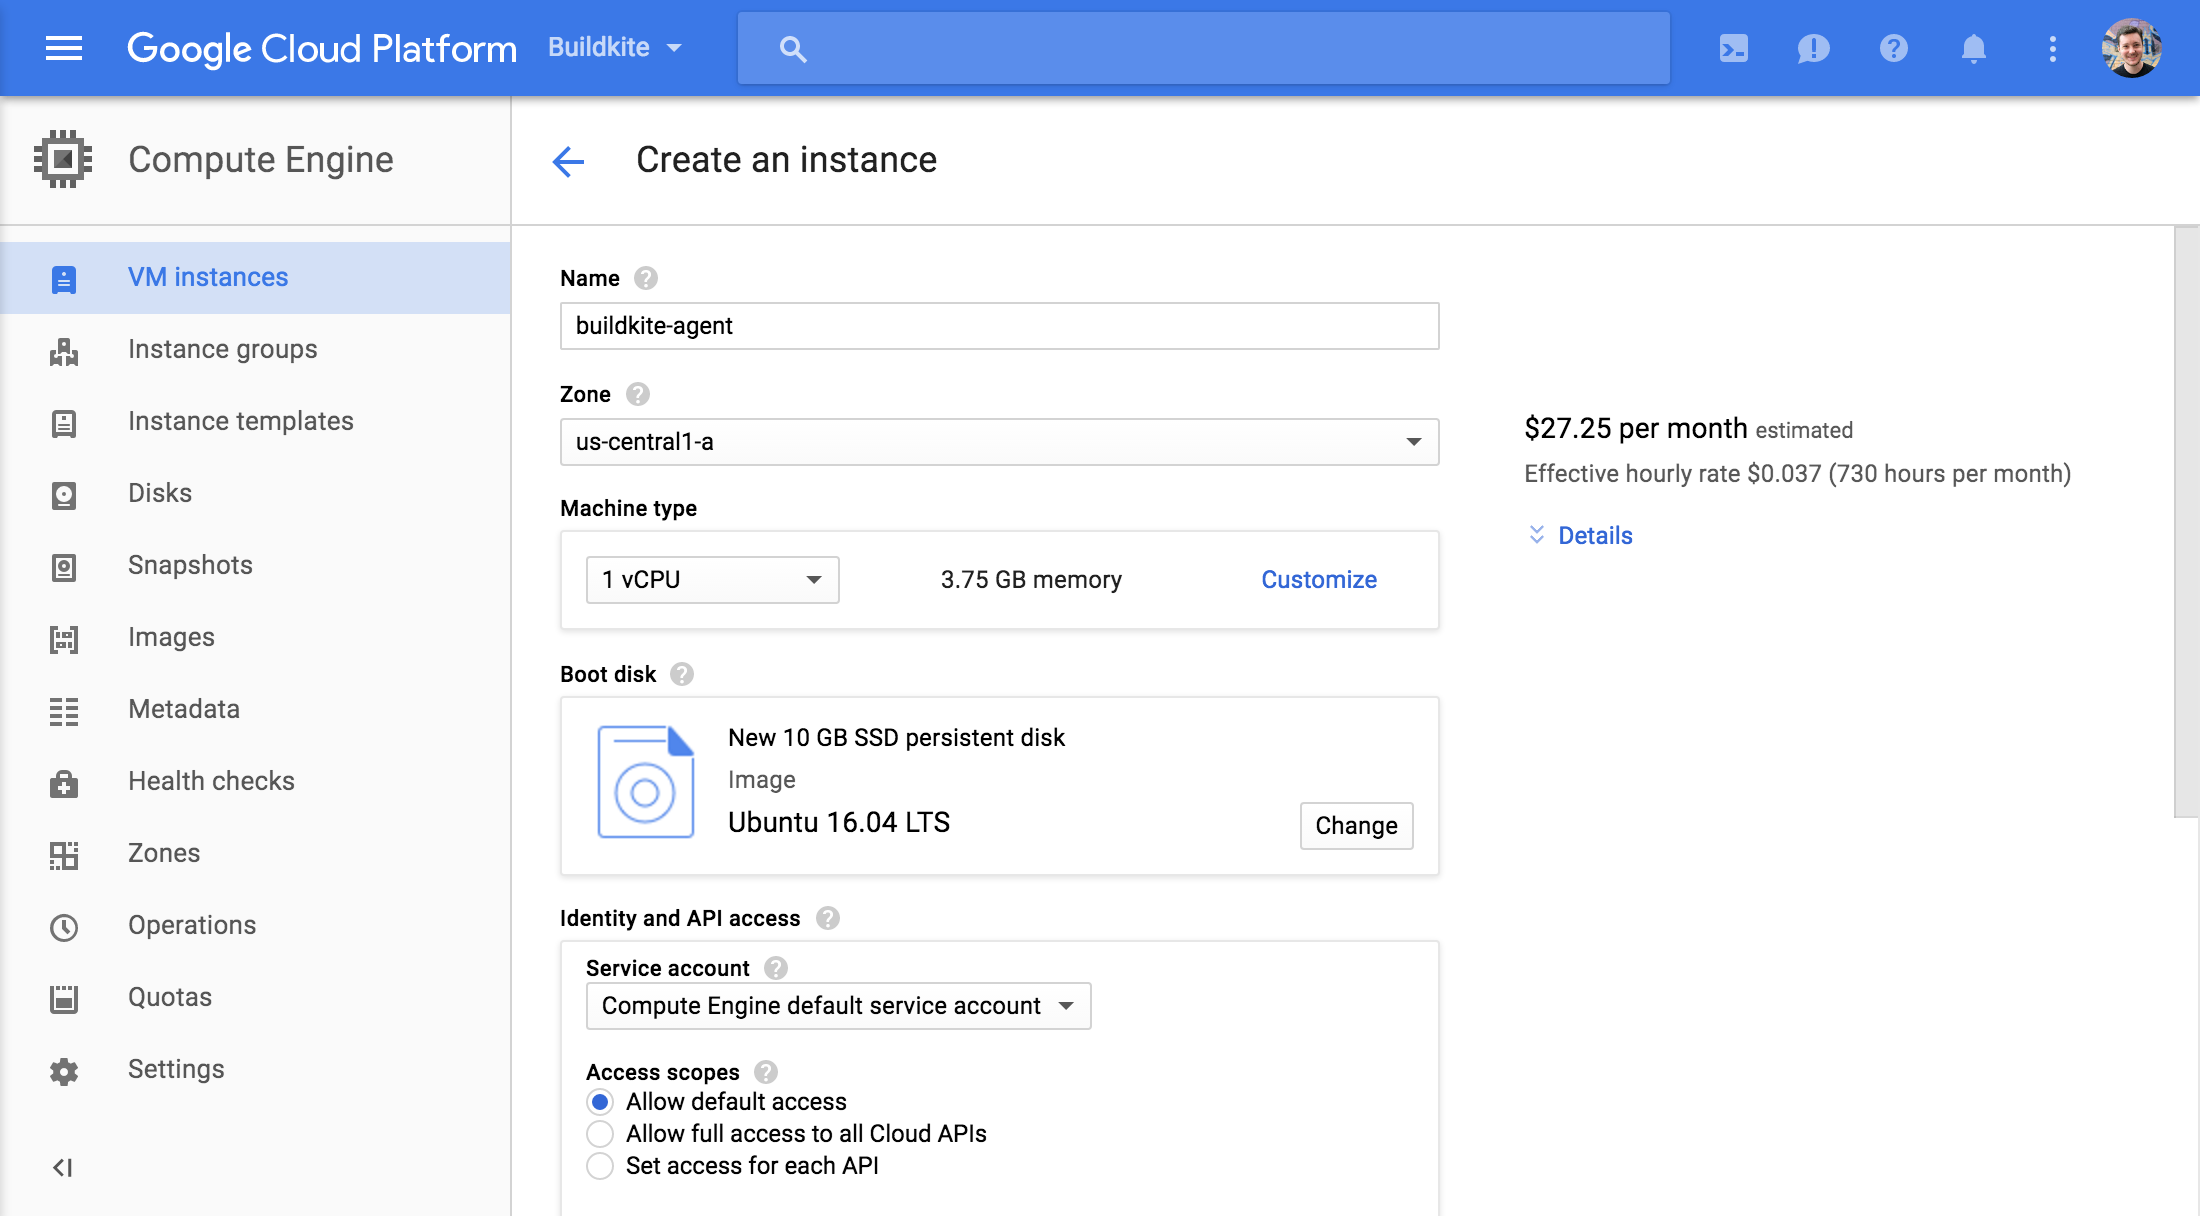 Google Cloud Platform
Buildkite
Compute Engine
Create an instance
VM instances
Instance groups
Instance templates
Disks
Snapshots
Images
Metadata
Health checks
Zones
Operations
Quotas
Settings
Name
buildkite-agent
Zone
us-central1-a
Machine type
1 vCPU
3.75 GB memory
Customize
Boot disk
New 10 GB SSD persistent disk
Image
Ubuntu 16.04 LTS
Change
Identity and API access
Service account
Compute Engine default service account
Access scopes
Allow default access
Allow full access to all Cloud APIs
Set access for each API
$27.25 per month estimated
Effective hourly rate $0.037 (730 hours per month)
Details